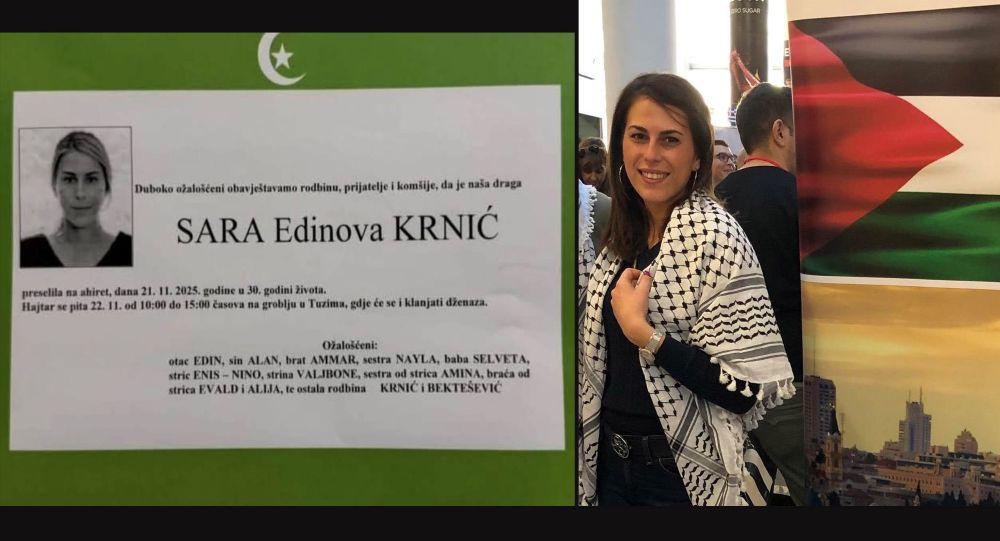 Duboko ožalošćeni obavještavamo rodbinu, prijatelje i komšije, da je naša draga
SARA Edinova KRNIĆ
preselila na ahiret, dana 21. 11. 2025. godine u 30. godini života.
Hajtar se pita 22. 11. od 10:00 do 15:00 časova na groblju u Tuzima, gdje će se i klanjati dženaza.
Ožalošćeni:
otac EDIN, sin ALAN, brat AMMAR, sestra NAYLA, baba SELVETA,
stric ENIS – NINO, strina VALJBONE, sestra od strica AMINA, braća od
strica EVALD i ALIJA, te ostala rodbina KRNIĆ i BEKTEŠEVIĆ
SUGAR